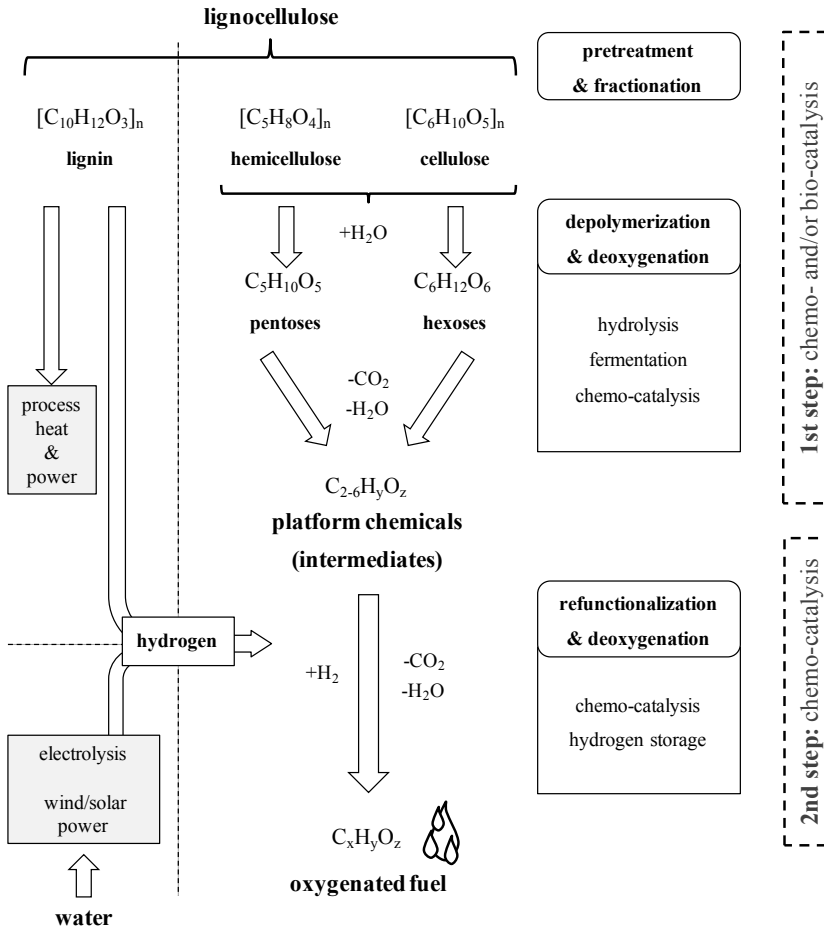 lignocellulose
pretreatment
& fractionation
[C₁₀H₁₂O₃]ₙ
lignin
[C₅H₈O₄]ₙ
hemicellulose
[C₆H₁₀O₅]ₙ
cellulose
+H₂O
depolymerization
& deoxygenation
C₅H₁₀O₅
pentoses
C₆H₁₂O₆
hexoses
hydrolysis
fermentation
chemo-catalysis
-CO₂
-H₂O
process
heat
&
power
C₂₋₆HᵧO𝓏
platform chemicals
(intermediates)
1st step: chemo- and/or bio-catalysis
refunctionalization
& deoxygenation
hydrogen
+H₂
-CO₂
-H₂O
chemo-catalysis
hydrogen storage
electrolysis
wind/solar
power
CₓHᵧO𝓏
oxygenated fuel
water
2nd step: chemo-catalysis